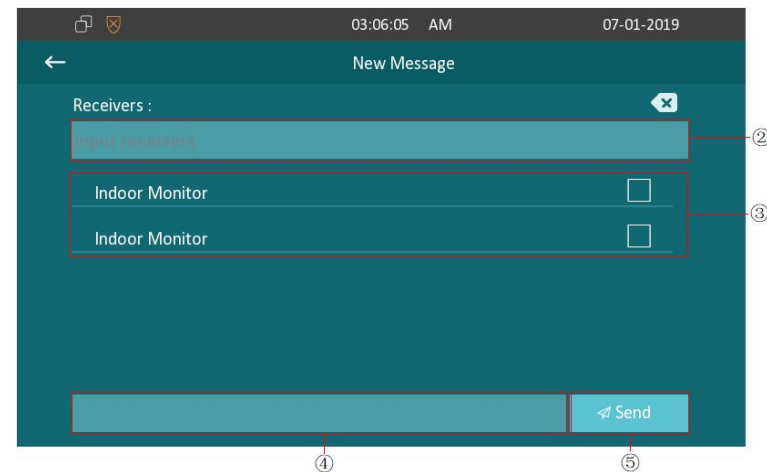 03:06:05 AM 07-01-2019
New Message
Receivers :
Input receivers
②
Indoor Monitor
③
Indoor Monitor
Send
④ ⑤